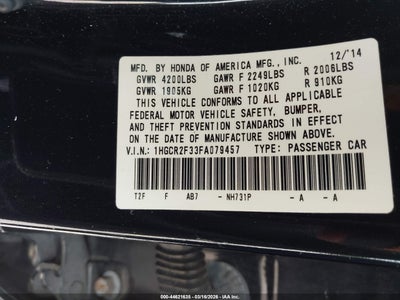 MFD. BY HONDA OF AMERICA MFG., INC. 12/'14
GVWR 4200LBS GAWR F 2249LBS R 2006LBS
GVWR 1905KG GAWR F 1020KG R 910KG
THIS VEHICLE CONFORMS TO ALL APPLICABLE
FEDERAL MOTOR VEHICLE SAFETY, BUMPER,
AND THEFT PREVENTION STANDARDS IN EFFECT
ON THE DATE OF MANUFACTURE SHOWN ABOVE.
V.I.N.: 1HGCR2F33FA079457 TYPE: PASSENGER CAR
T2F F AB7 - NH731P - A - A
000-44621635 - 03/16/2026 - IAA Inc.